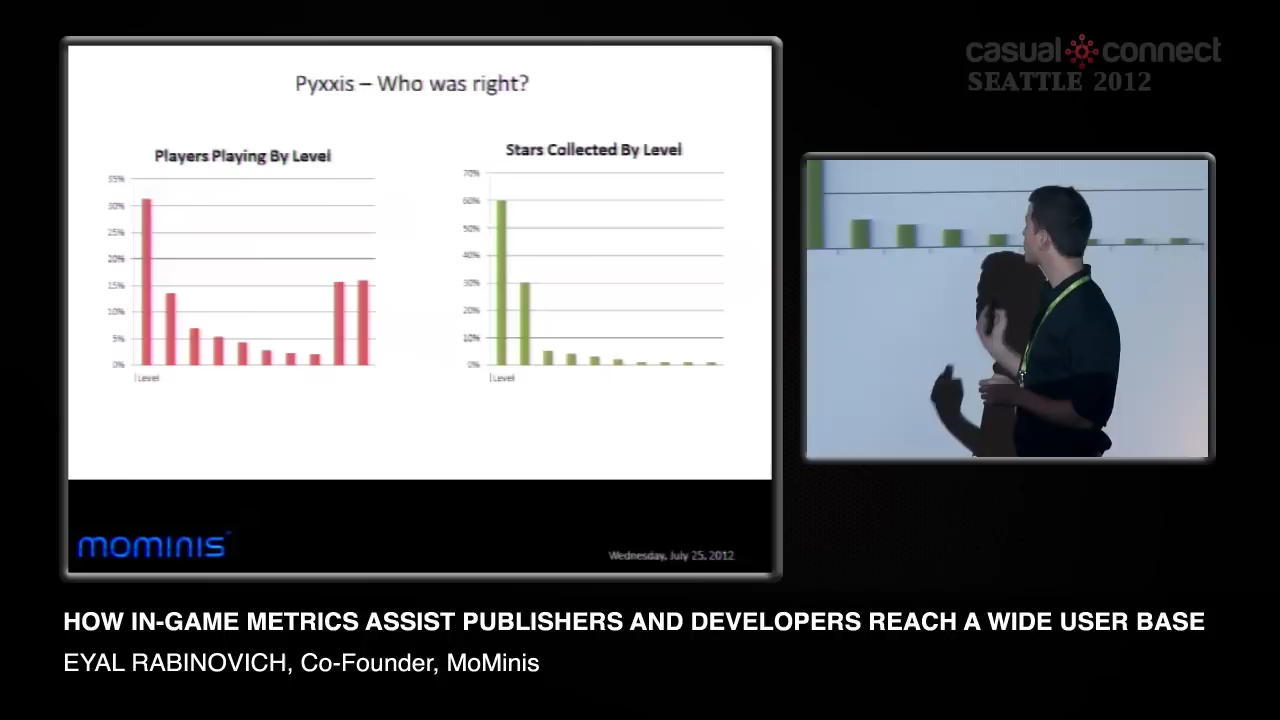 casual connect
SEATTLE 2012
Pyxxis – Who was right?
Players Playing By Level
35%
30%
25%
20%
15%
10%
5%
0%
Level
Stars Collected By Level
70%
60%
50%
40%
30%
20%
10%
0%
Level
mominis
Wednesday, July 25, 2012
HOW IN-GAME METRICS ASSIST PUBLISHERS AND DEVELOPERS REACH A WIDE USER BASE
EYAL RABINOVICH, Co-Founder, MoMinis